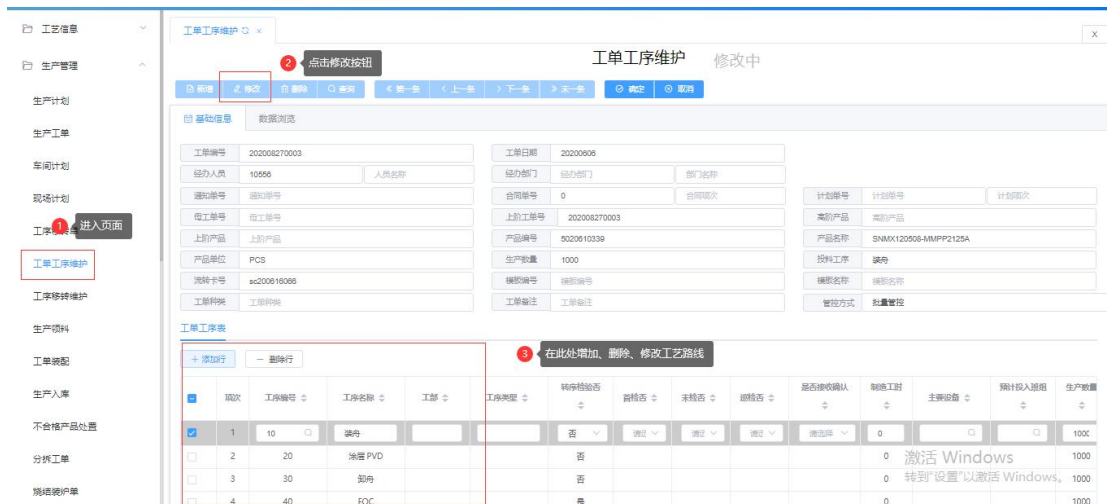 工艺信息
工单工序维护 x
X
生产管理
2 点击修改按钮
工单工序维护 修改中
新增 修改 删除 查询 第一条 上一条 下一条 末一条 确定 取消
生产计划
基础信息 数据浏览
生产工单
工单编号 202008270003 工单日期 20200606
车间计划
经办人员 10556 人员名称 经办部门 经办部门 部门名称
现场计划
通知单号 通知单号 合同单号 0 合同项次 计划单号 计划单号 计划项次
1 进入页面
母工单号 母工单号 上阶工单号 202008270003 高阶产品 高阶产品
上阶产品 上阶产品 产品编号 5020610339 产品名称 SNMX120508-MMPP2125A
工单工序维护
产品单位 PCS 生产数量 1000 投料工序 装舟
流转卡号 sc200616066 模板编号 模板编号 模板名称 模板名称
工序移转维护
工单种类 工单种类 工单备注 工单备注 管控方式 批量管控
生产领料
工单工序表
工单装配
+ 添加行 — 删除行
3 在此处增加、删除、修改工艺路线
生产入库
项次 工序编号 工序名称 工部 工序类型 转序检验否 首检否 末检否 巡检否 是否接收确认 制造工时 主要设备 预计投入班组 生产数量
不合格产品处置
1 10 装舟 否 请选择 0
分拆工单
2 20 涂层 PVD 否 0 1000
激活 Windows
转到"设置"以激活 Windows。
3 30 卸舟 否 0 1000
烧结装炉单
4 40 FQC 是 0 1000